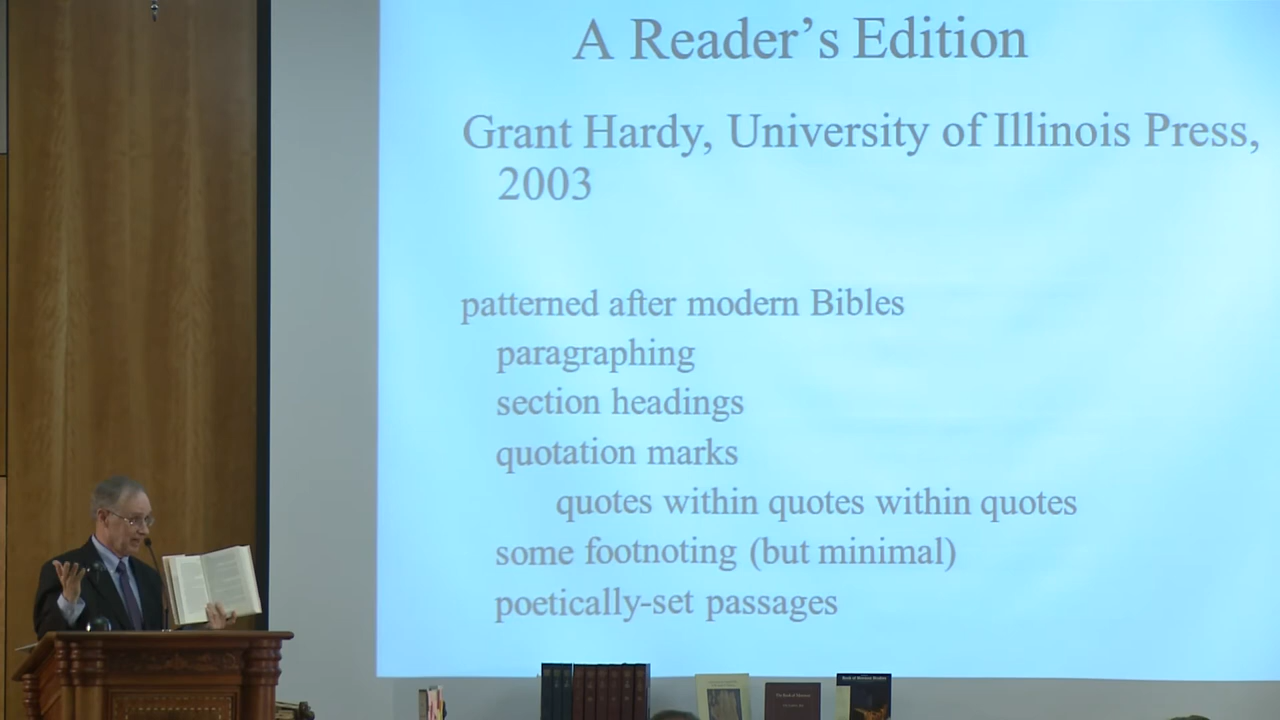 A Reader's Edition
Grant Hardy, University of Illinois Press,
2003
patterned after modern Bibles
paragraphing
section headings
quotation marks
quotes within quotes within quotes
some footnoting (but minimal)
poetically-set passages